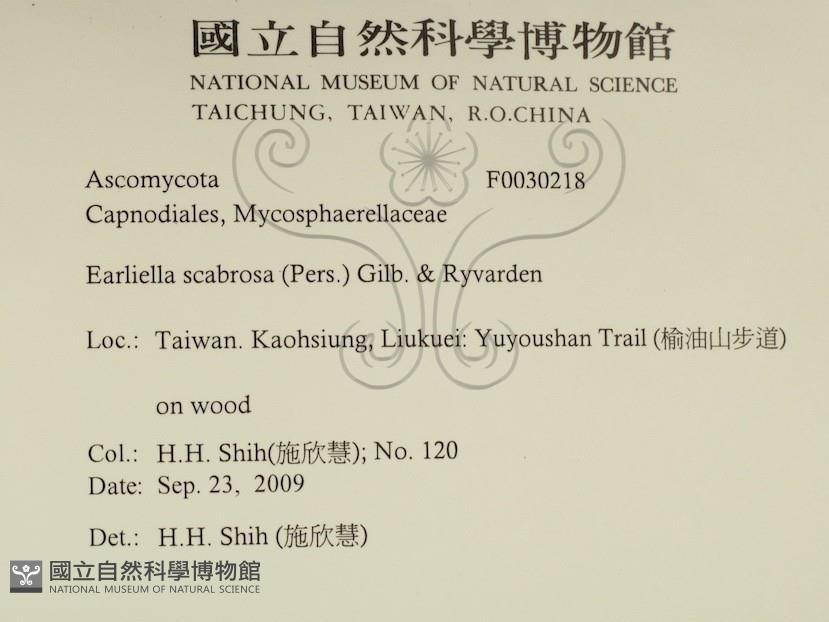 國立自然科學博物館
NATIONAL MUSEUM OF NATURAL SCIENCE
TAICHUNG, TAIWAN, R.O.CHINA
Ascomycota F0030218
Capnodiales, Mycosphaerellaceae
Earliella scabrosa (Pers.) Gilb. & Ryvarden
Loc.: Taiwan. Kaohsiung, Liukuei: Yuyoushan Trail (榆油山步道)
on wood
Col.: H.H. Shih(施欣慧); No. 120
Date: Sep. 23, 2009
Det.: H.H. Shih (施欣慧)
國立自然科學博物館
NATIONAL MUSEUM OF NATURAL SCIENCE